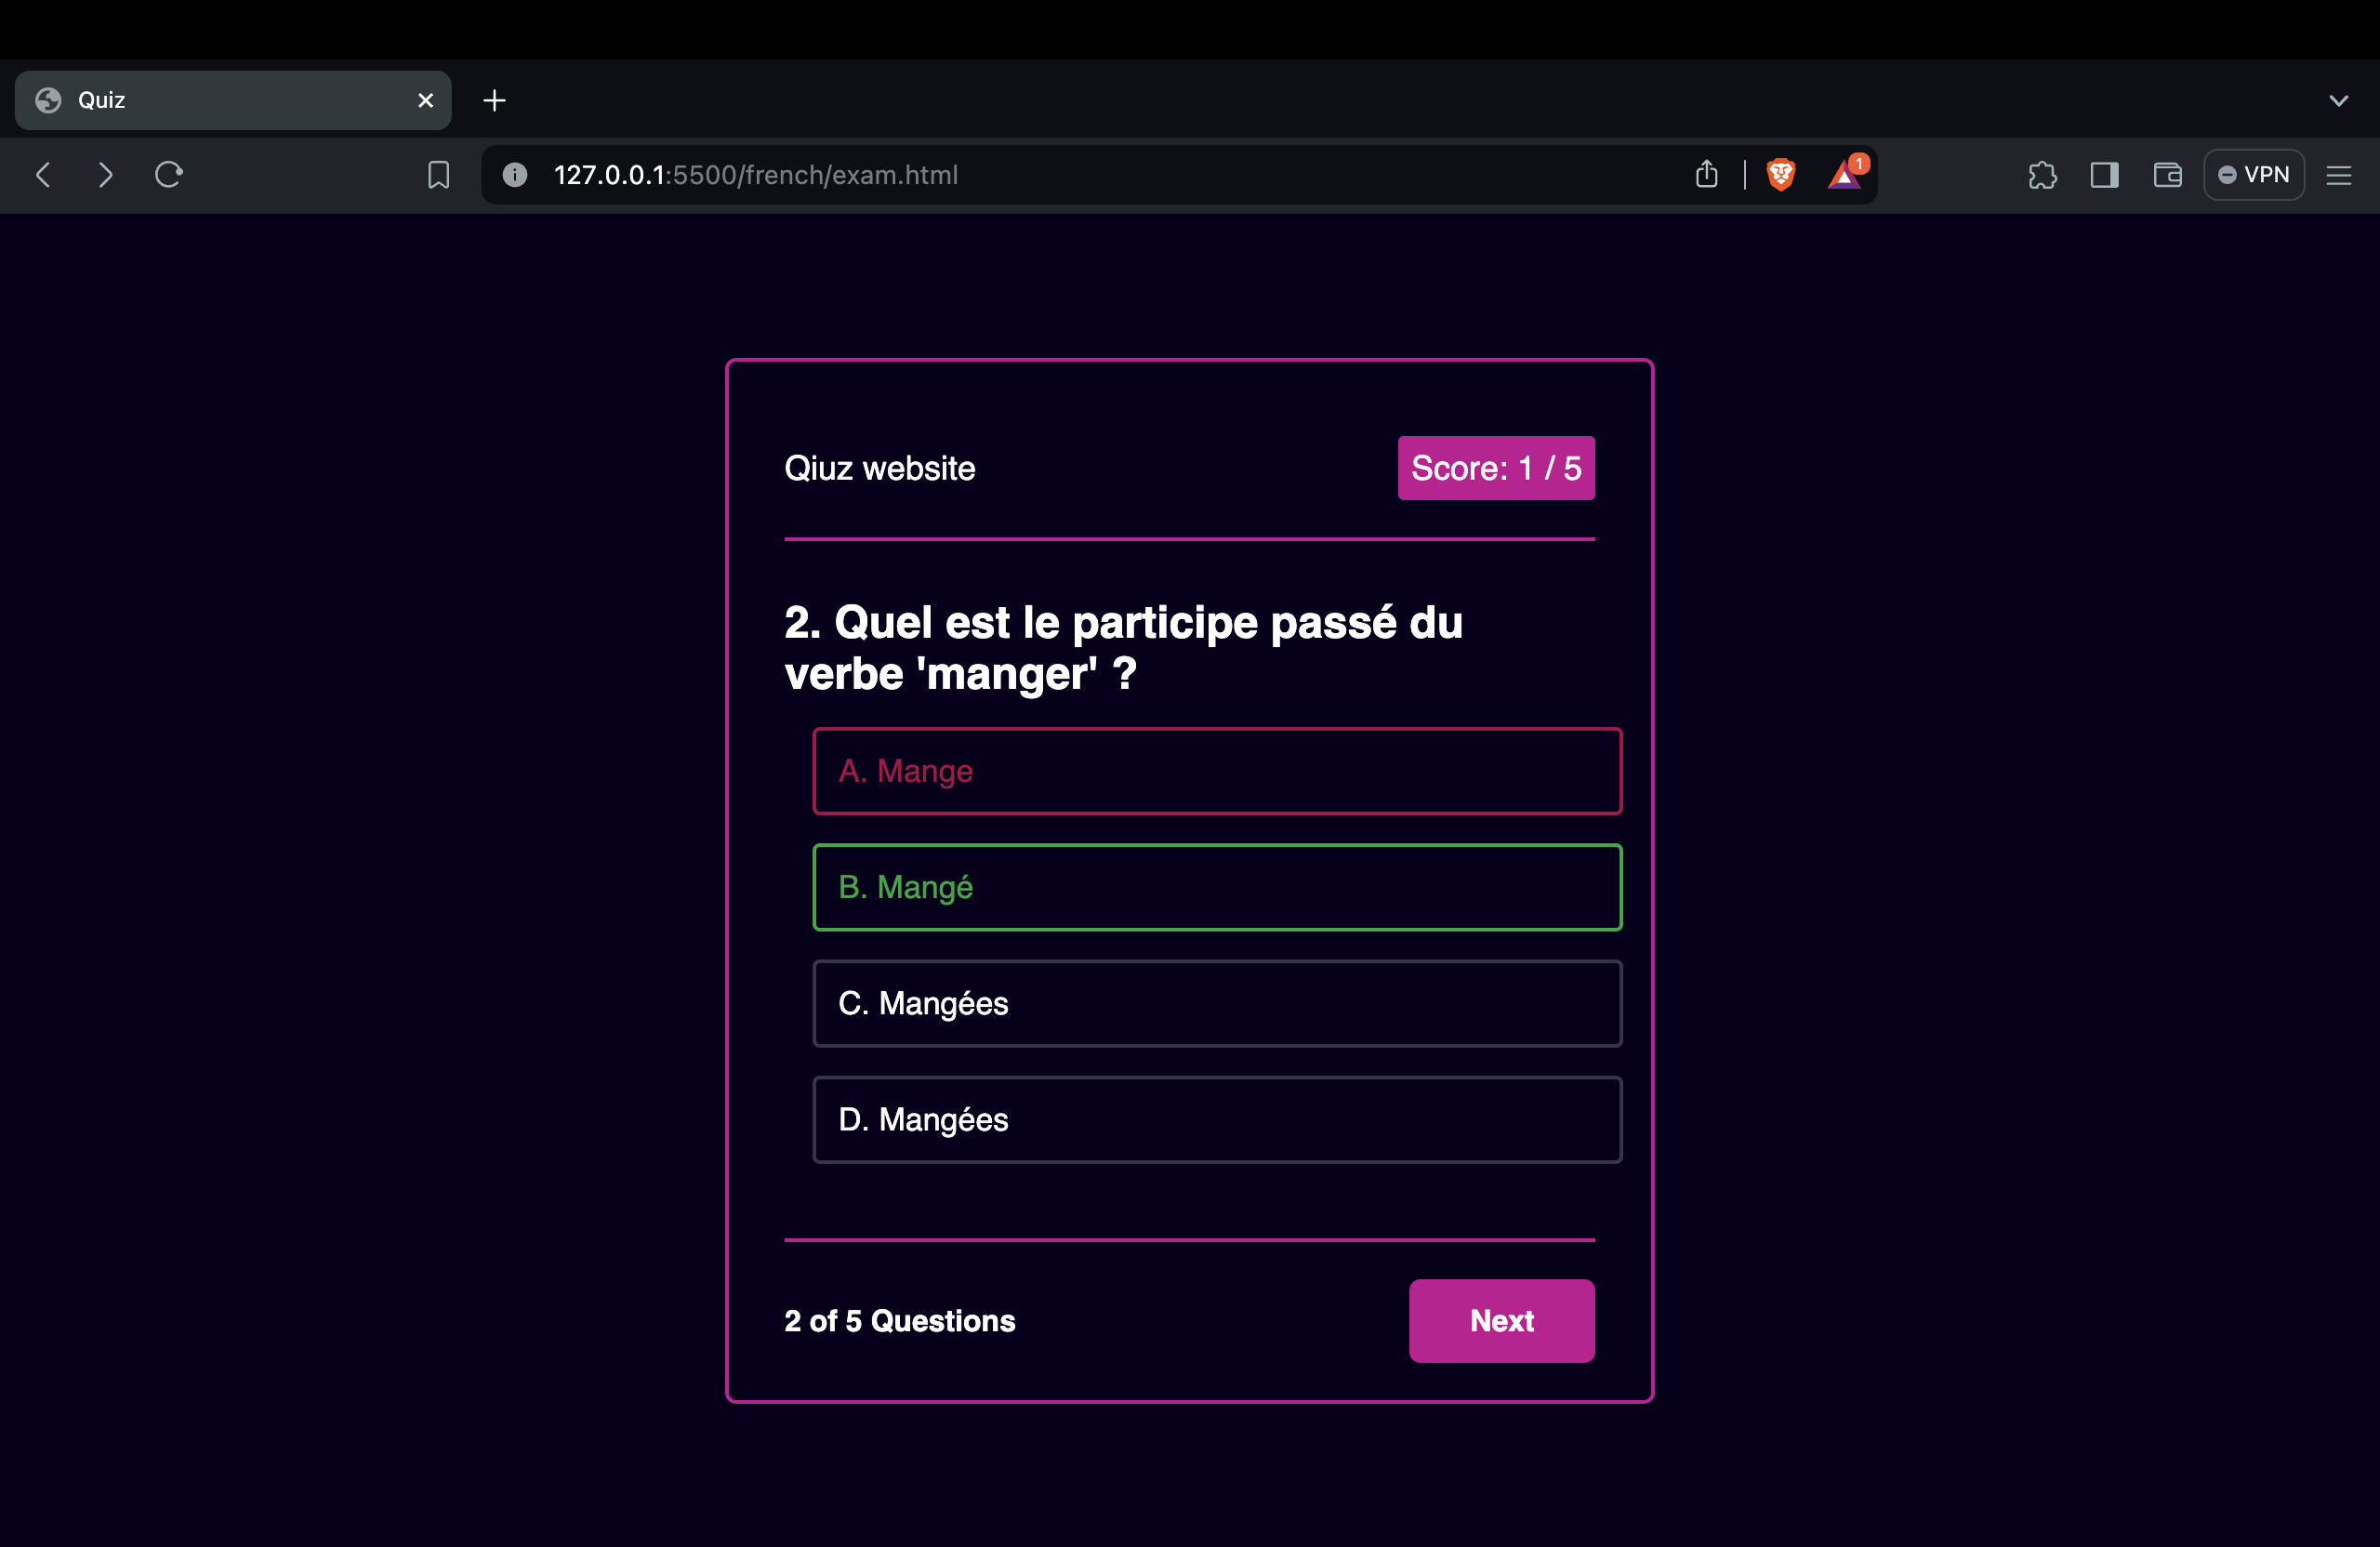 Quiz
127.0.0.1:5500/french/exam.html
1
VPN
Qiuz website
Score: 1 / 5
2. Quel est le participe passé du
verbe 'manger' ?
A. Mange
B. Mangé
C. Mangées
D. Mangées
2 of 5 Questions
Next